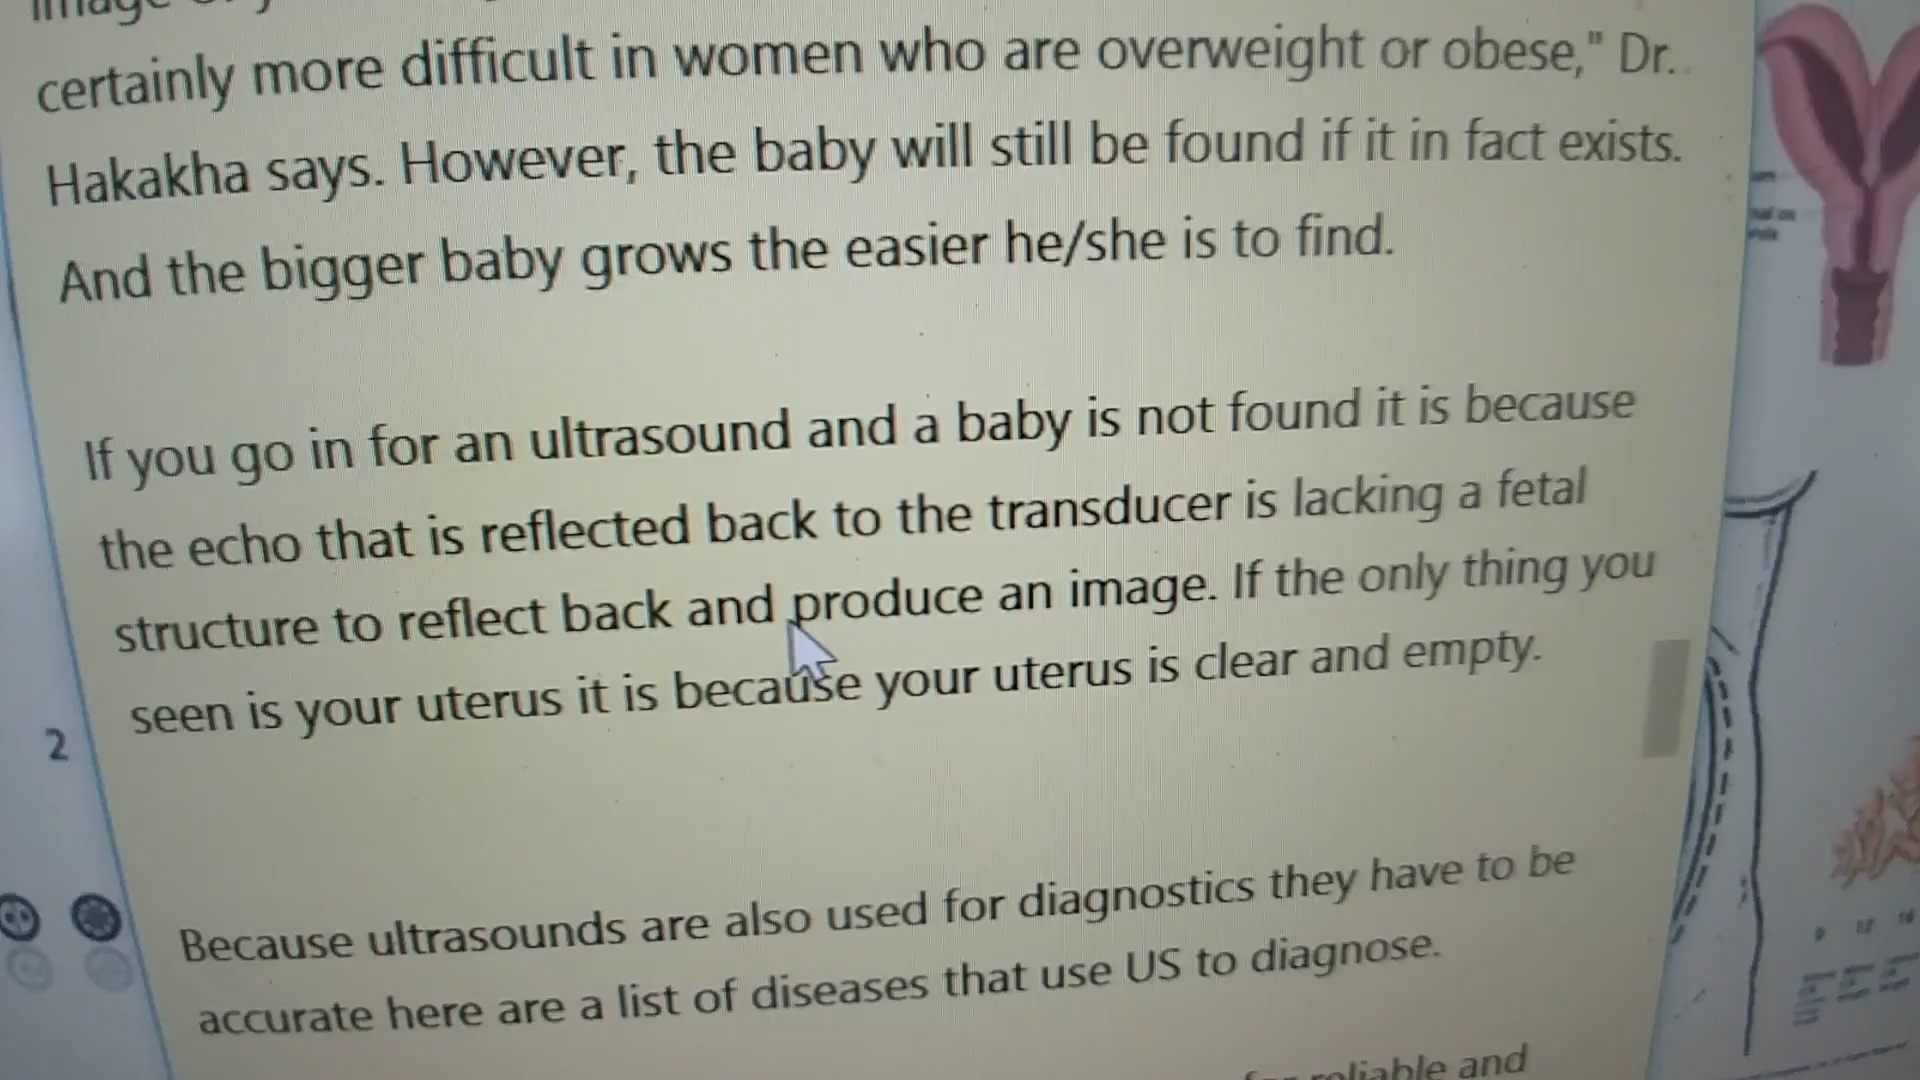 certainly more difficult in women who are overweight or obese," Dr.
Hakakha says. However, the baby will still be found if it in fact exists.
And the bigger baby grows the easier he/she is to find.
If you go in for an ultrasound and a baby is not found it is because
the echo that is reflected back to the transducer is lacking a fetal
structure to reflect back and produce an image. If the only thing you
seen is your uterus it is because your uterus is clear and empty.
2
Because ultrasounds are also used for diagnostics they have to be
accurate here are a list of diseases that use US to diagnose.
reliable and